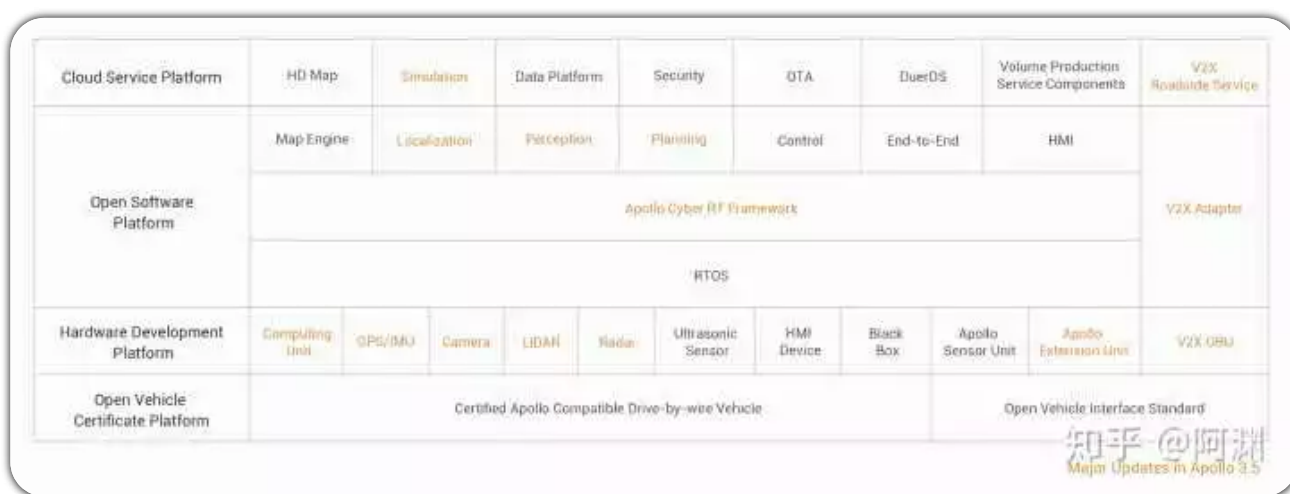 Cloud Service Platform
HD Map
Simulation
Data Platform
Security
OTA
DuerOS
Volume Production
Service Components
V2X
Roadside Service
Open Software
Platform
Map Engine
Localization
Perception
Planning
Control
End-to-End
HMI
V2X Adapter
Apollo Cyber RT Framework
RTOS
Hardware Development
Platform
Computing
Unit
GPS/IMU
Camera
LiDAR
Radar
Ultrasonic
Sensor
HMI
Device
Black
Box
Apollo
Sensor Unit
Apollo
Extension Unit
V2X OBU
Open Vehicle
Certificate Platform
Certified Apollo Compatible Drive-by-wire Vehicle
Open Vehicle Interface Standard
知乎 @阿渊
Major Updates in Apollo 3.5